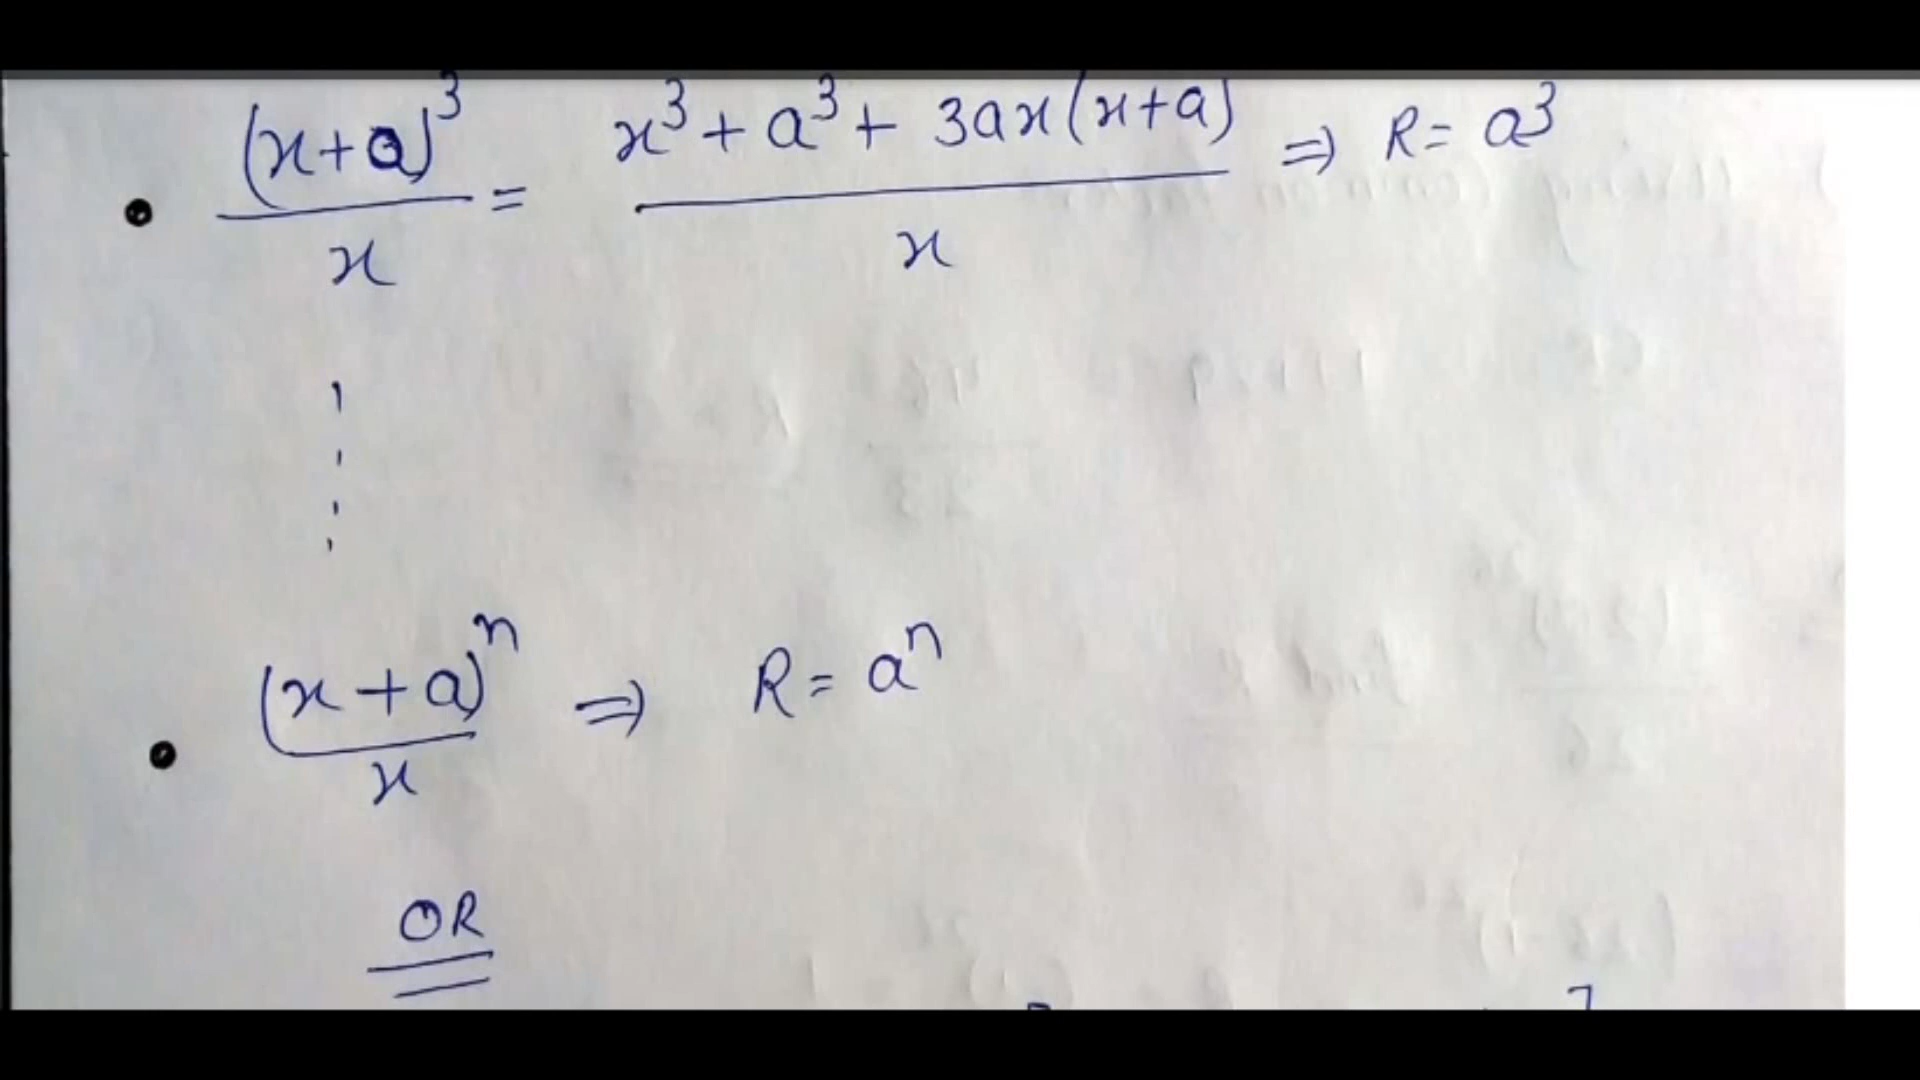 • (x+a)³/x = x³+a³+3ax(x+a)/x ⇒ R = a³
• (x+a)ⁿ/x ⇒ R = aⁿ
OR